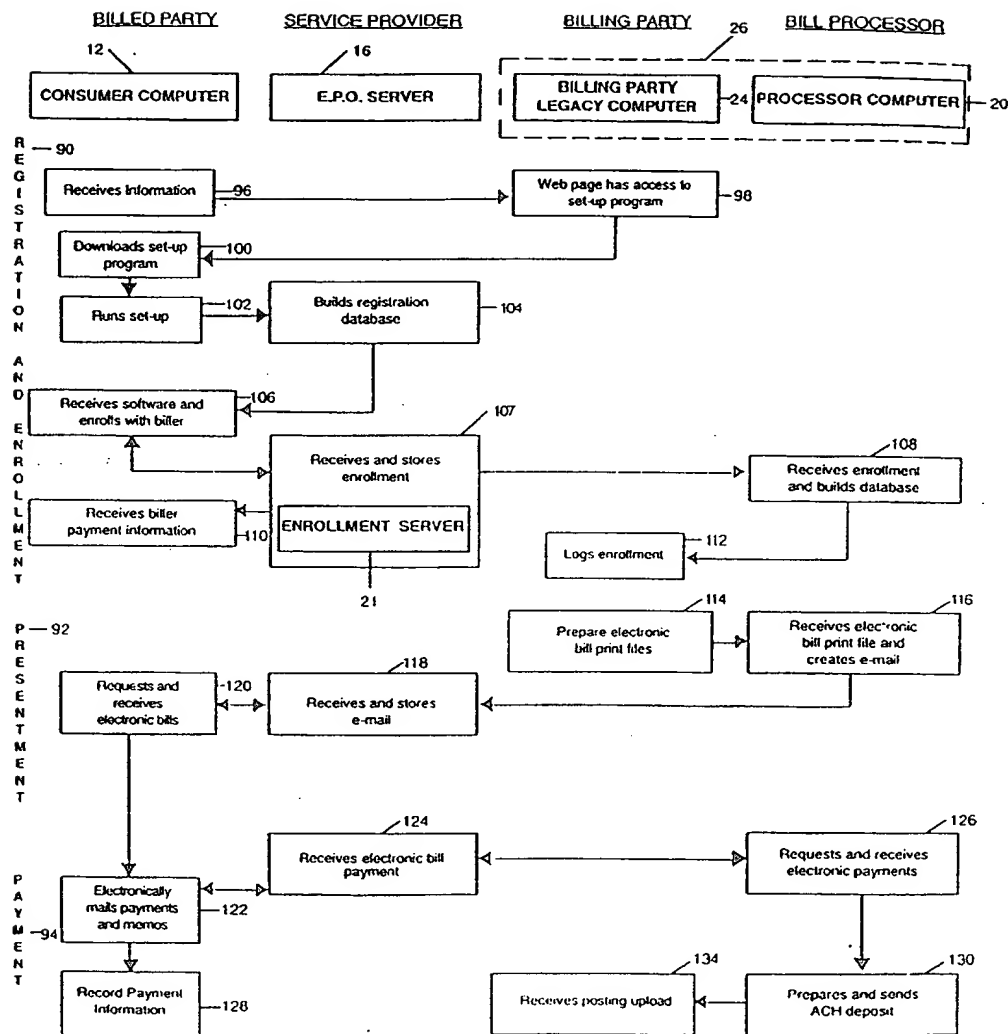 BILLED PARTY
SERVICE PROVIDER
BILLING PARTY
BILL PROCESSOR
12
16
26
CONSUMER COMPUTER
E.P.O. SERVER
BILLING PARTY
LEGACY COMPUTER
24
PROCESSOR COMPUTER
20
REGISTRATION AND ENROLLMENT
90
Receives Information
96
Web page has access to
set-up program
98
Downloads set-up
program
100
Runs set-up
102
Builds registration
database
104
Receives software and
enrolls with biller
106
107
Receives and stores
enrollment
ENROLLMENT SERVER
21
108
Receives enrollment
and builds database
Receives biller
payment information
110
Logs enrollment
112
PRESENTMENT
92
114
Prepare electronic
bill print files
116
Receives electronic
bill print file and
creates e-mail
118
Receives and stores
e-mail
Requests and
receives
electronic bills
120
PAYMENT
94
124
Receives electronic bill
payment
126
Requests and receives
electronic payments
Electronically
mails payments
and memos
122
Record Payment
Information
128
134
Receives posting upload
130
Prepares and sends
ACH deposit